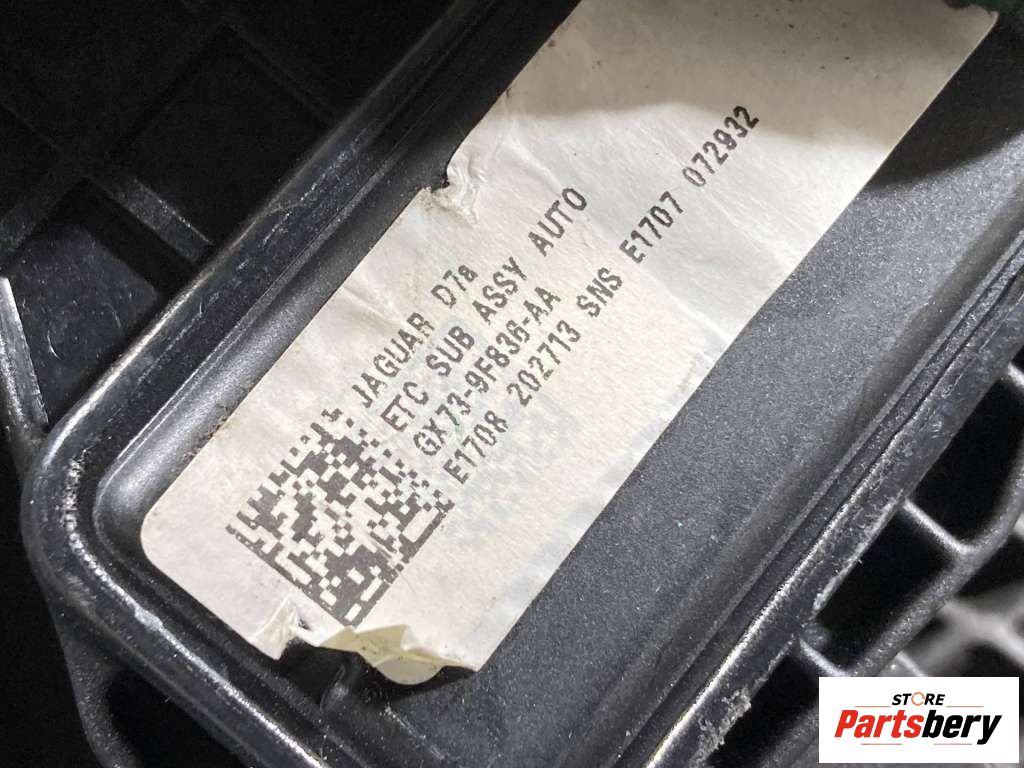 JAGUAR D7a
ETC SUB ASSY AUTO
GX73-9F836-AA
E1708 202713 SNS E1707 072932
STORE
Partsbery